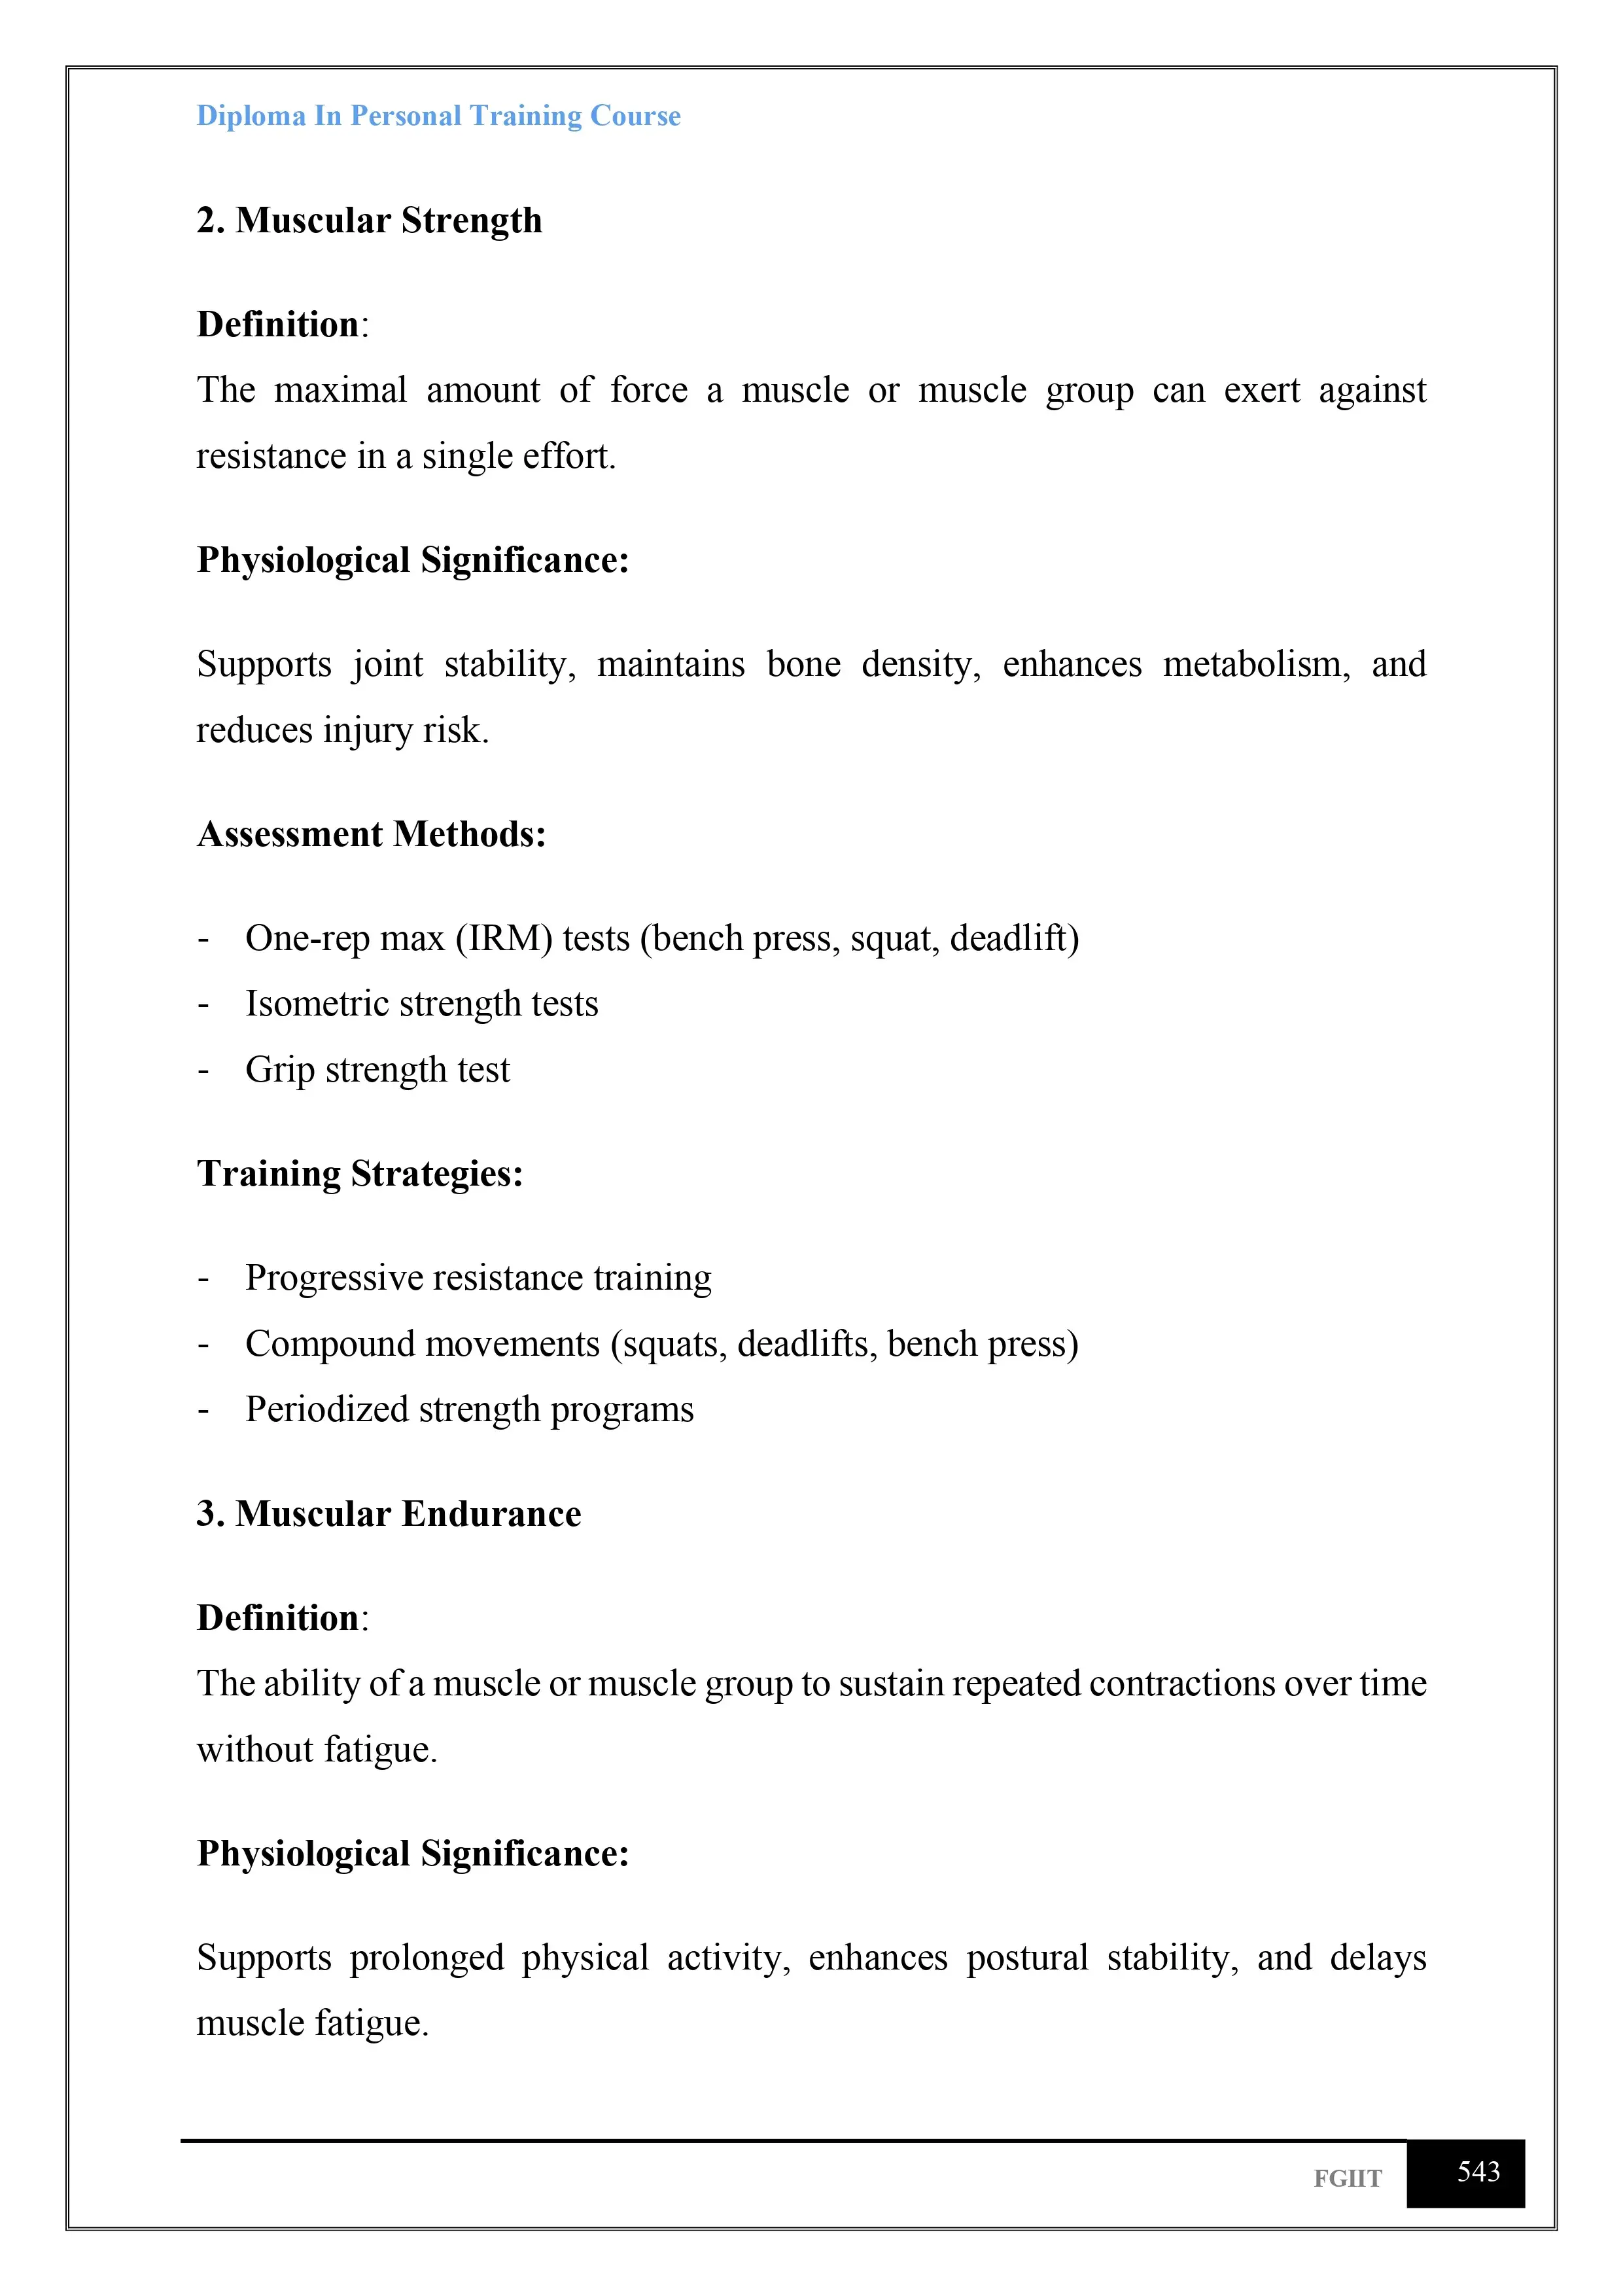 Diploma In Personal Training Course
2. Muscular Strength
Definition:
The maximal amount of force a muscle or muscle group can exert against
resistance in a single effort.
Physiological Significance:
Supports joint stability, maintains bone density, enhances metabolism, and
reduces injury risk.
Assessment Methods:
- One-rep max (IRM) tests (bench press, squat, deadlift)
- Isometric strength tests
- Grip strength test
Training Strategies:
- Progressive resistance training
- Compound movements (squats, deadlifts, bench press)
- Periodized strength programs
3. Muscular Endurance
Definition:
The ability of a muscle or muscle group to sustain repeated contractions over time
without fatigue.
Physiological Significance:
Supports prolonged physical activity, enhances postural stability, and delays
muscle fatigue.
FGIIT 543